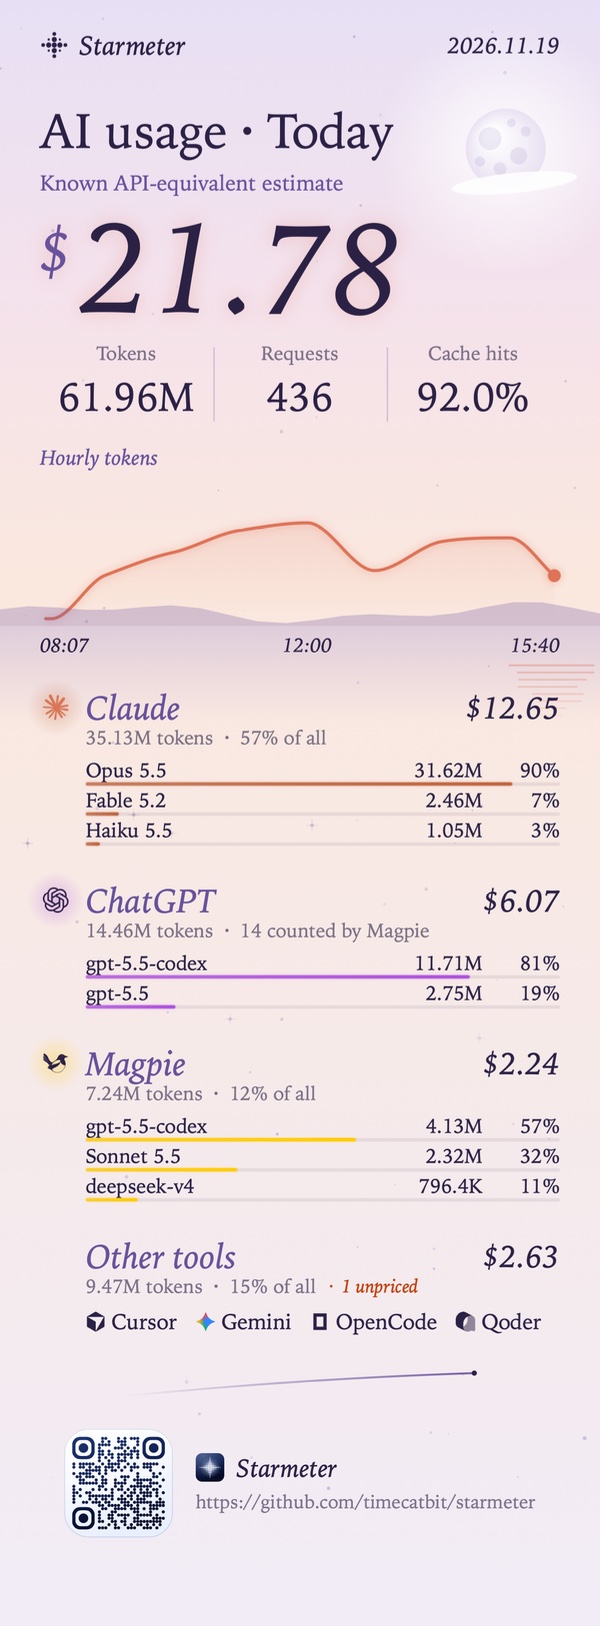 Starmeter 2026.11.19
AI usage · Today
Known API-equivalent estimate
$21.78
Tokens Requests Cache hits
61.96M 436 92.0%
Hourly tokens
08:07 12:00 15:40
Claude $12.65
35.13M tokens · 57% of all
Opus 5.5 31.62M 90%
Fable 5.2 2.46M 7%
Haiku 5.5 1.05M 3%
ChatGPT $6.07
14.46M tokens · 14 counted by Magpie
gpt-5.5-codex 11.71M 81%
gpt-5.5 2.75M 19%
Magpie $2.24
7.24M tokens · 12% of all
gpt-5.5-codex 4.13M 57%
Sonnet 5.5 2.32M 32%
deepseek-v4 796.4K 11%
Other tools $2.63
9.47M tokens · 15% of all · 1 unpriced
Cursor Gemini OpenCode Qoder
Starmeter
https://github.com/timecatbit/starmeter